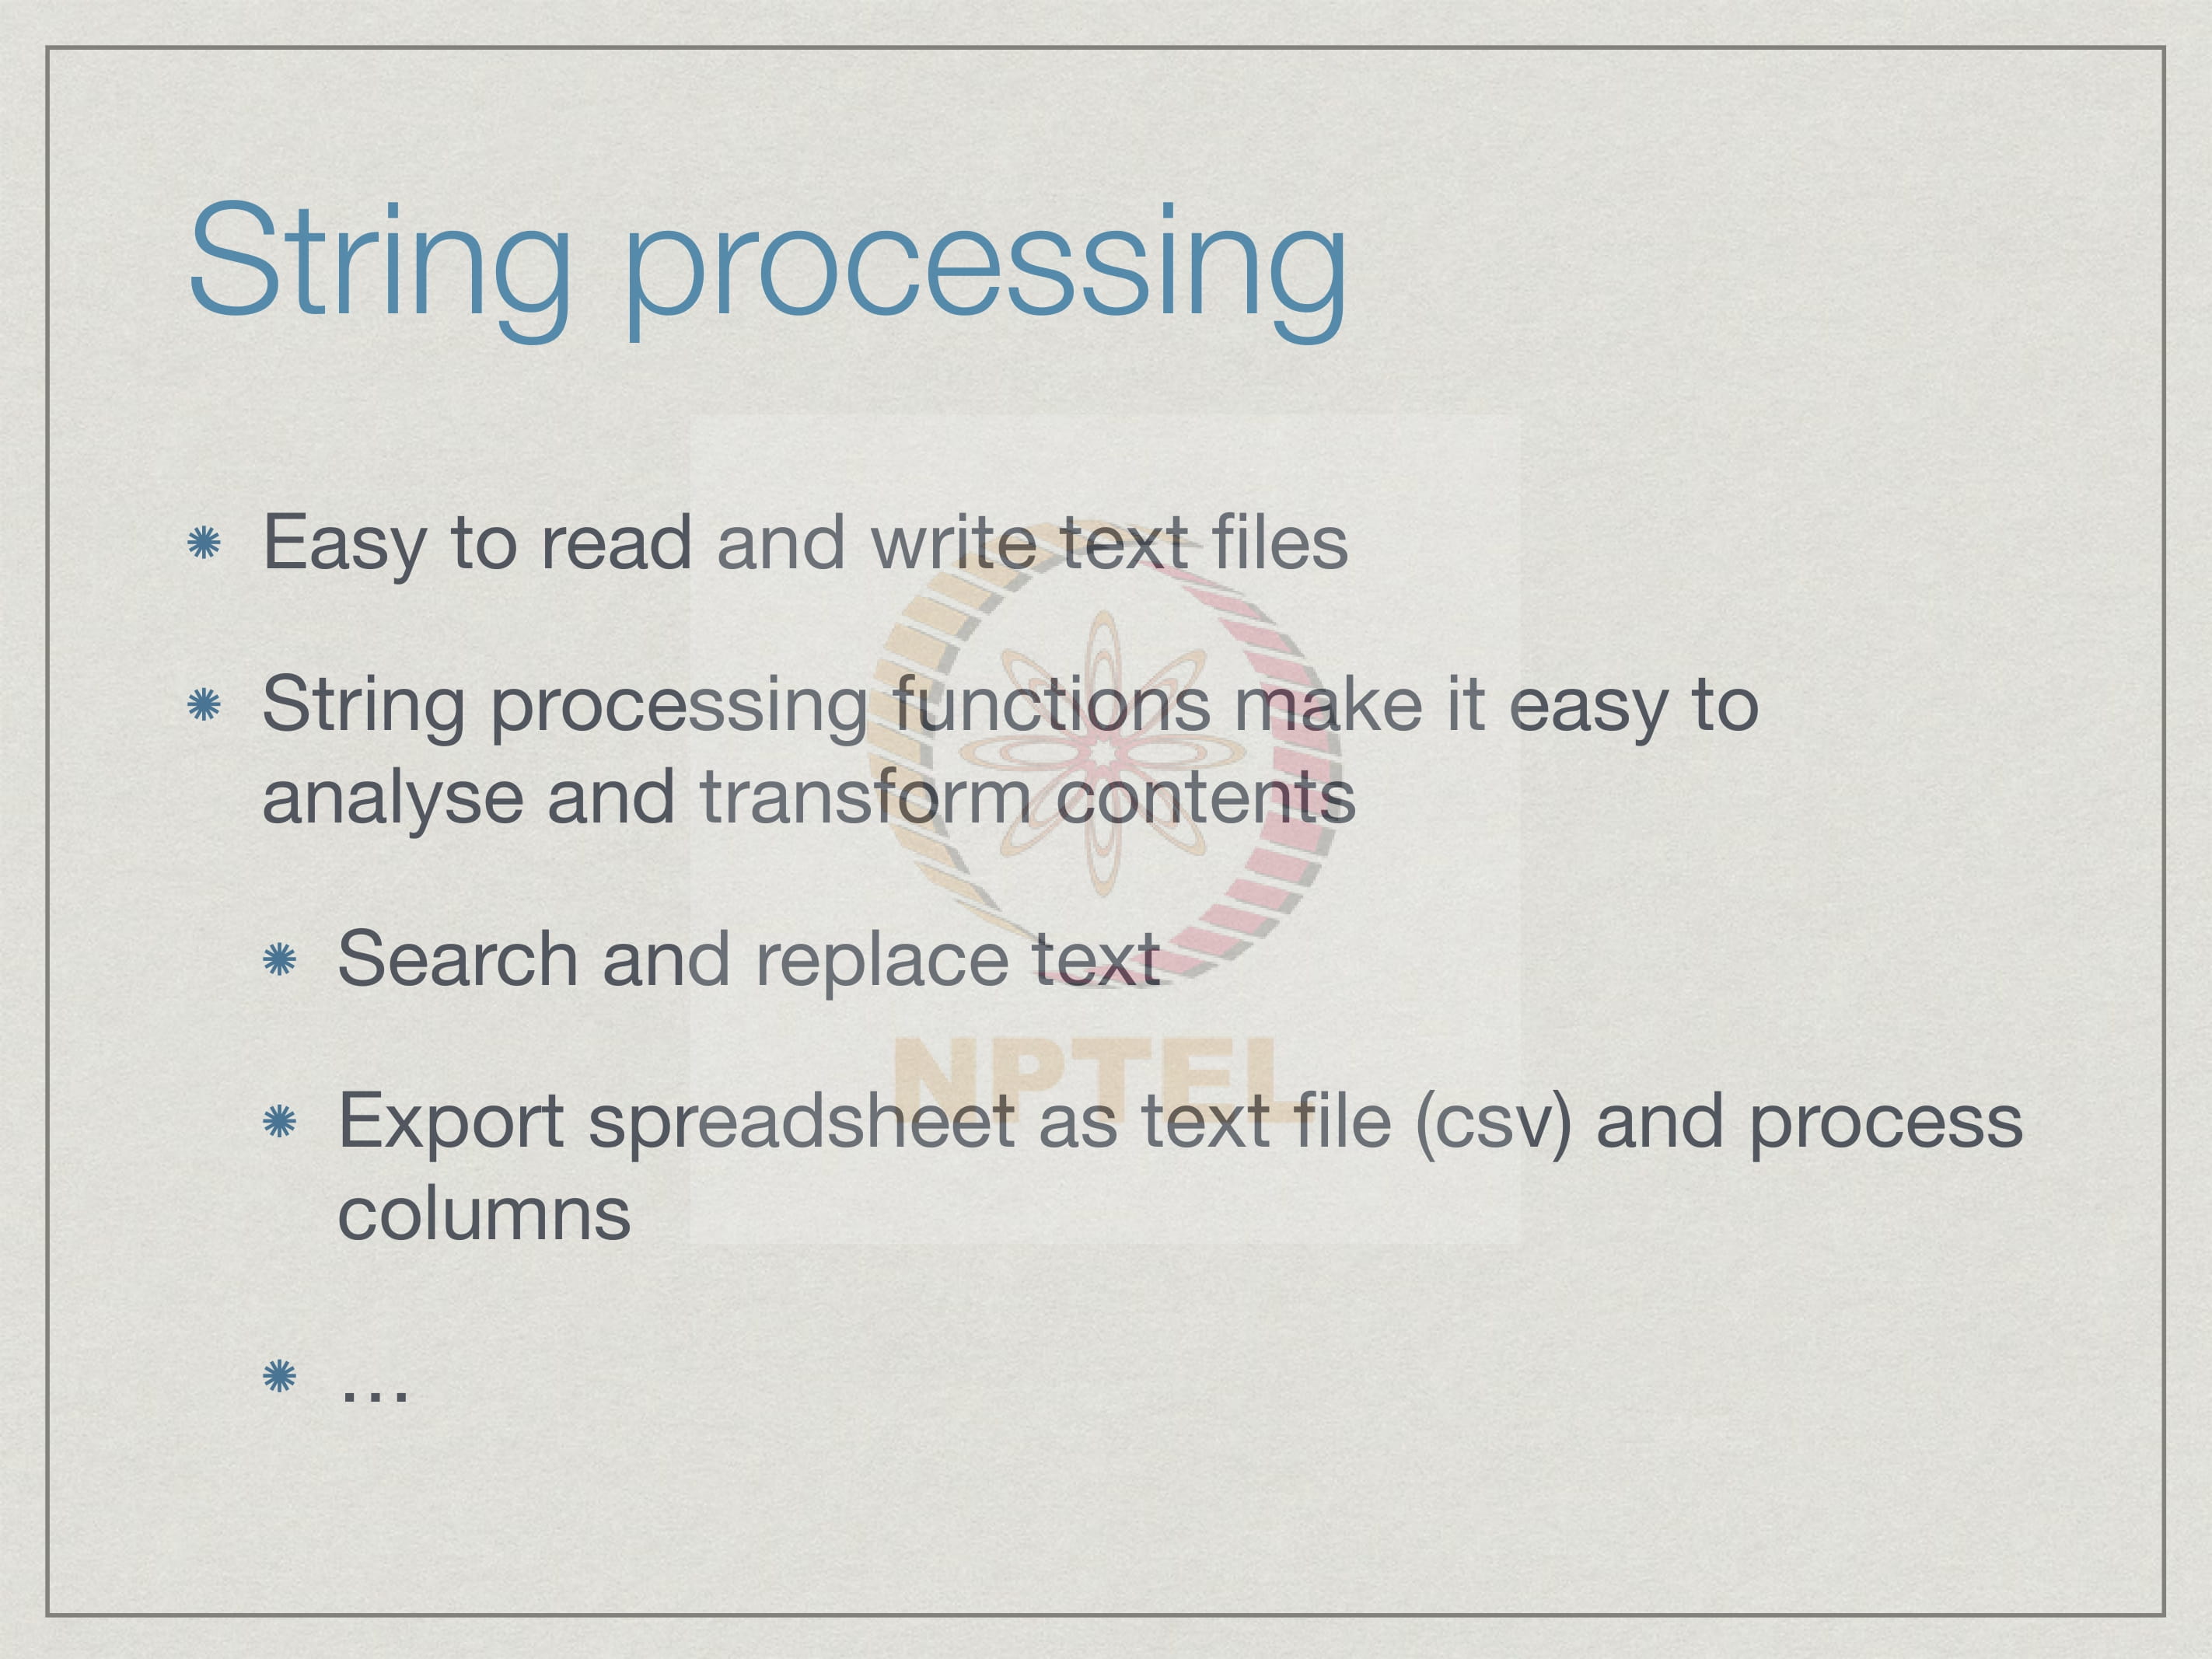 String processing
Easy to read and write text files
String processing functions make it easy to
analyse and transform contents
Search and replace text
NPTEL
Export spreadsheet as text file (csv) and process
columns
…